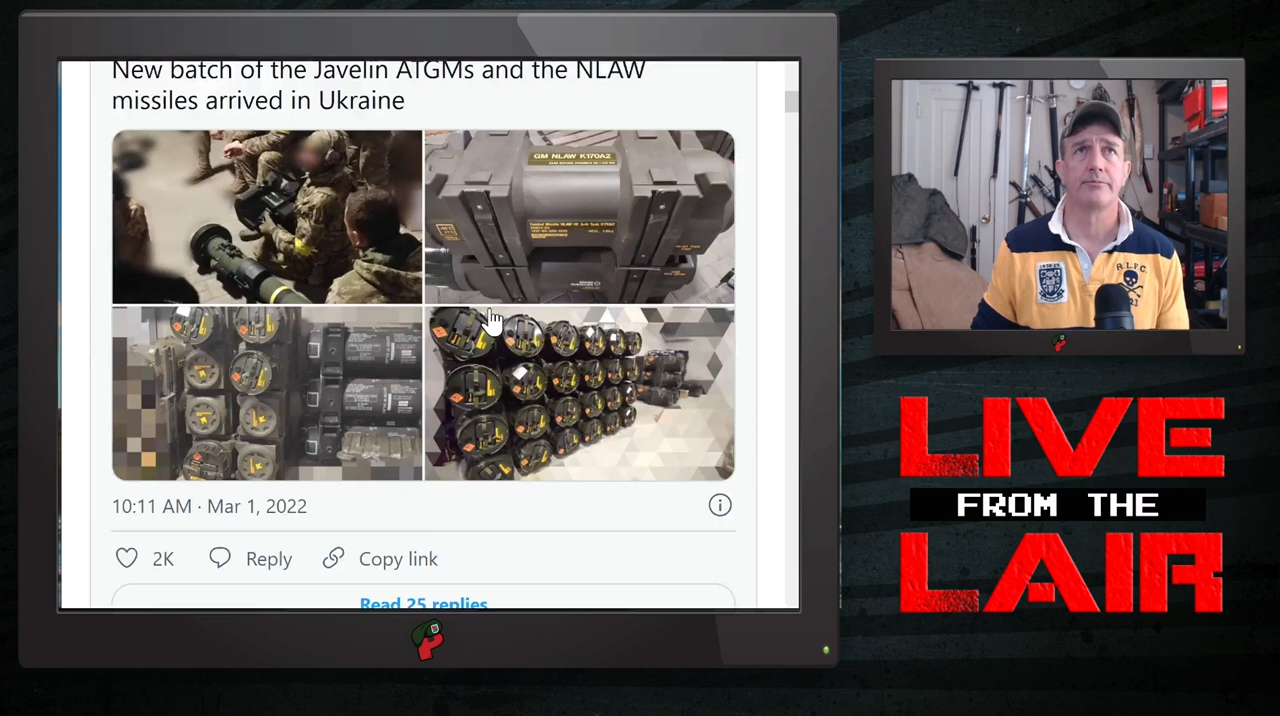 New batch of the Javelin ATGMs and the NLAW
missiles arrived in Ukraine
GM NLAW K170A2
10:11 AM · Mar 1, 2022
2K
Reply
Copy link
Read 25 replies
R.L.F.C.
LIVE
FROM THE
LAIR